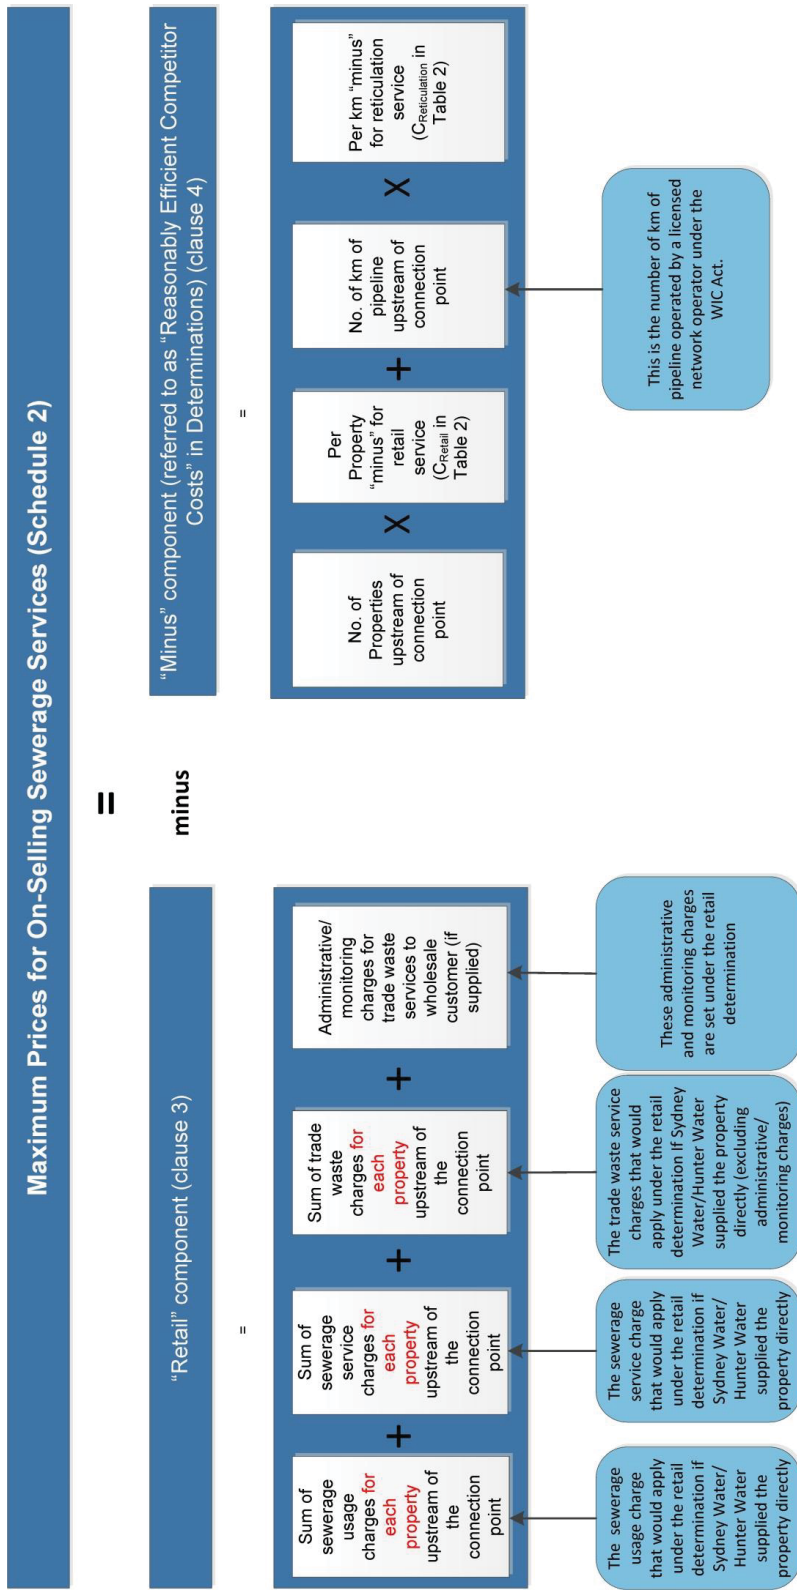 Maximum Prices for On-Selling Sewerage Services (Schedule 2)
=
"Retail" component (clause 3)
minus
"Minus" component (referred to as "Reasonably Efficient Competitor
Costs" in Determinations) (clause 4)
=
Sum of
sewerage
usage
charges for
each
property
upstream of
the
connection
point
+
Sum of
sewerage
service
charges for
each
property
upstream of
the
connection
point
+
Sum of trade
waste
charges for
each
property
upstream of
the
connection
point
+
Administrative/
monitoring
charges for
trade waste
services to
wholesale
customer (if
supplied)
=
No. of
Properties
upstream of
connection
point
X
Per
Property
"minus" for
retail
service
(CRetail in
Table 2)
+
No. of km of
pipeline
upstream of
connection
point
X
Per km "minus"
for reticulation
service
(CReticulation in
Table 2)
The sewerage
usage charge
that would apply
under the retail
determination if
Sydney Water/
Hunter Water
supplied the
property directly
The sewerage
service charge
that would apply
under the retail
determination if
Sydney Water/
Hunter Water
supplied the
property directly
The trade waste service
charges that would
apply under the retail
determination If Sydney
Water/Hunter Water
supplied the property
directly (excluding
administrative/
monitoring charges)
These administrative
and monitoring charges
are set under the retail
determination
This is the number of km of
pipeline operated by a licensed
network operator under the
WIC Act.